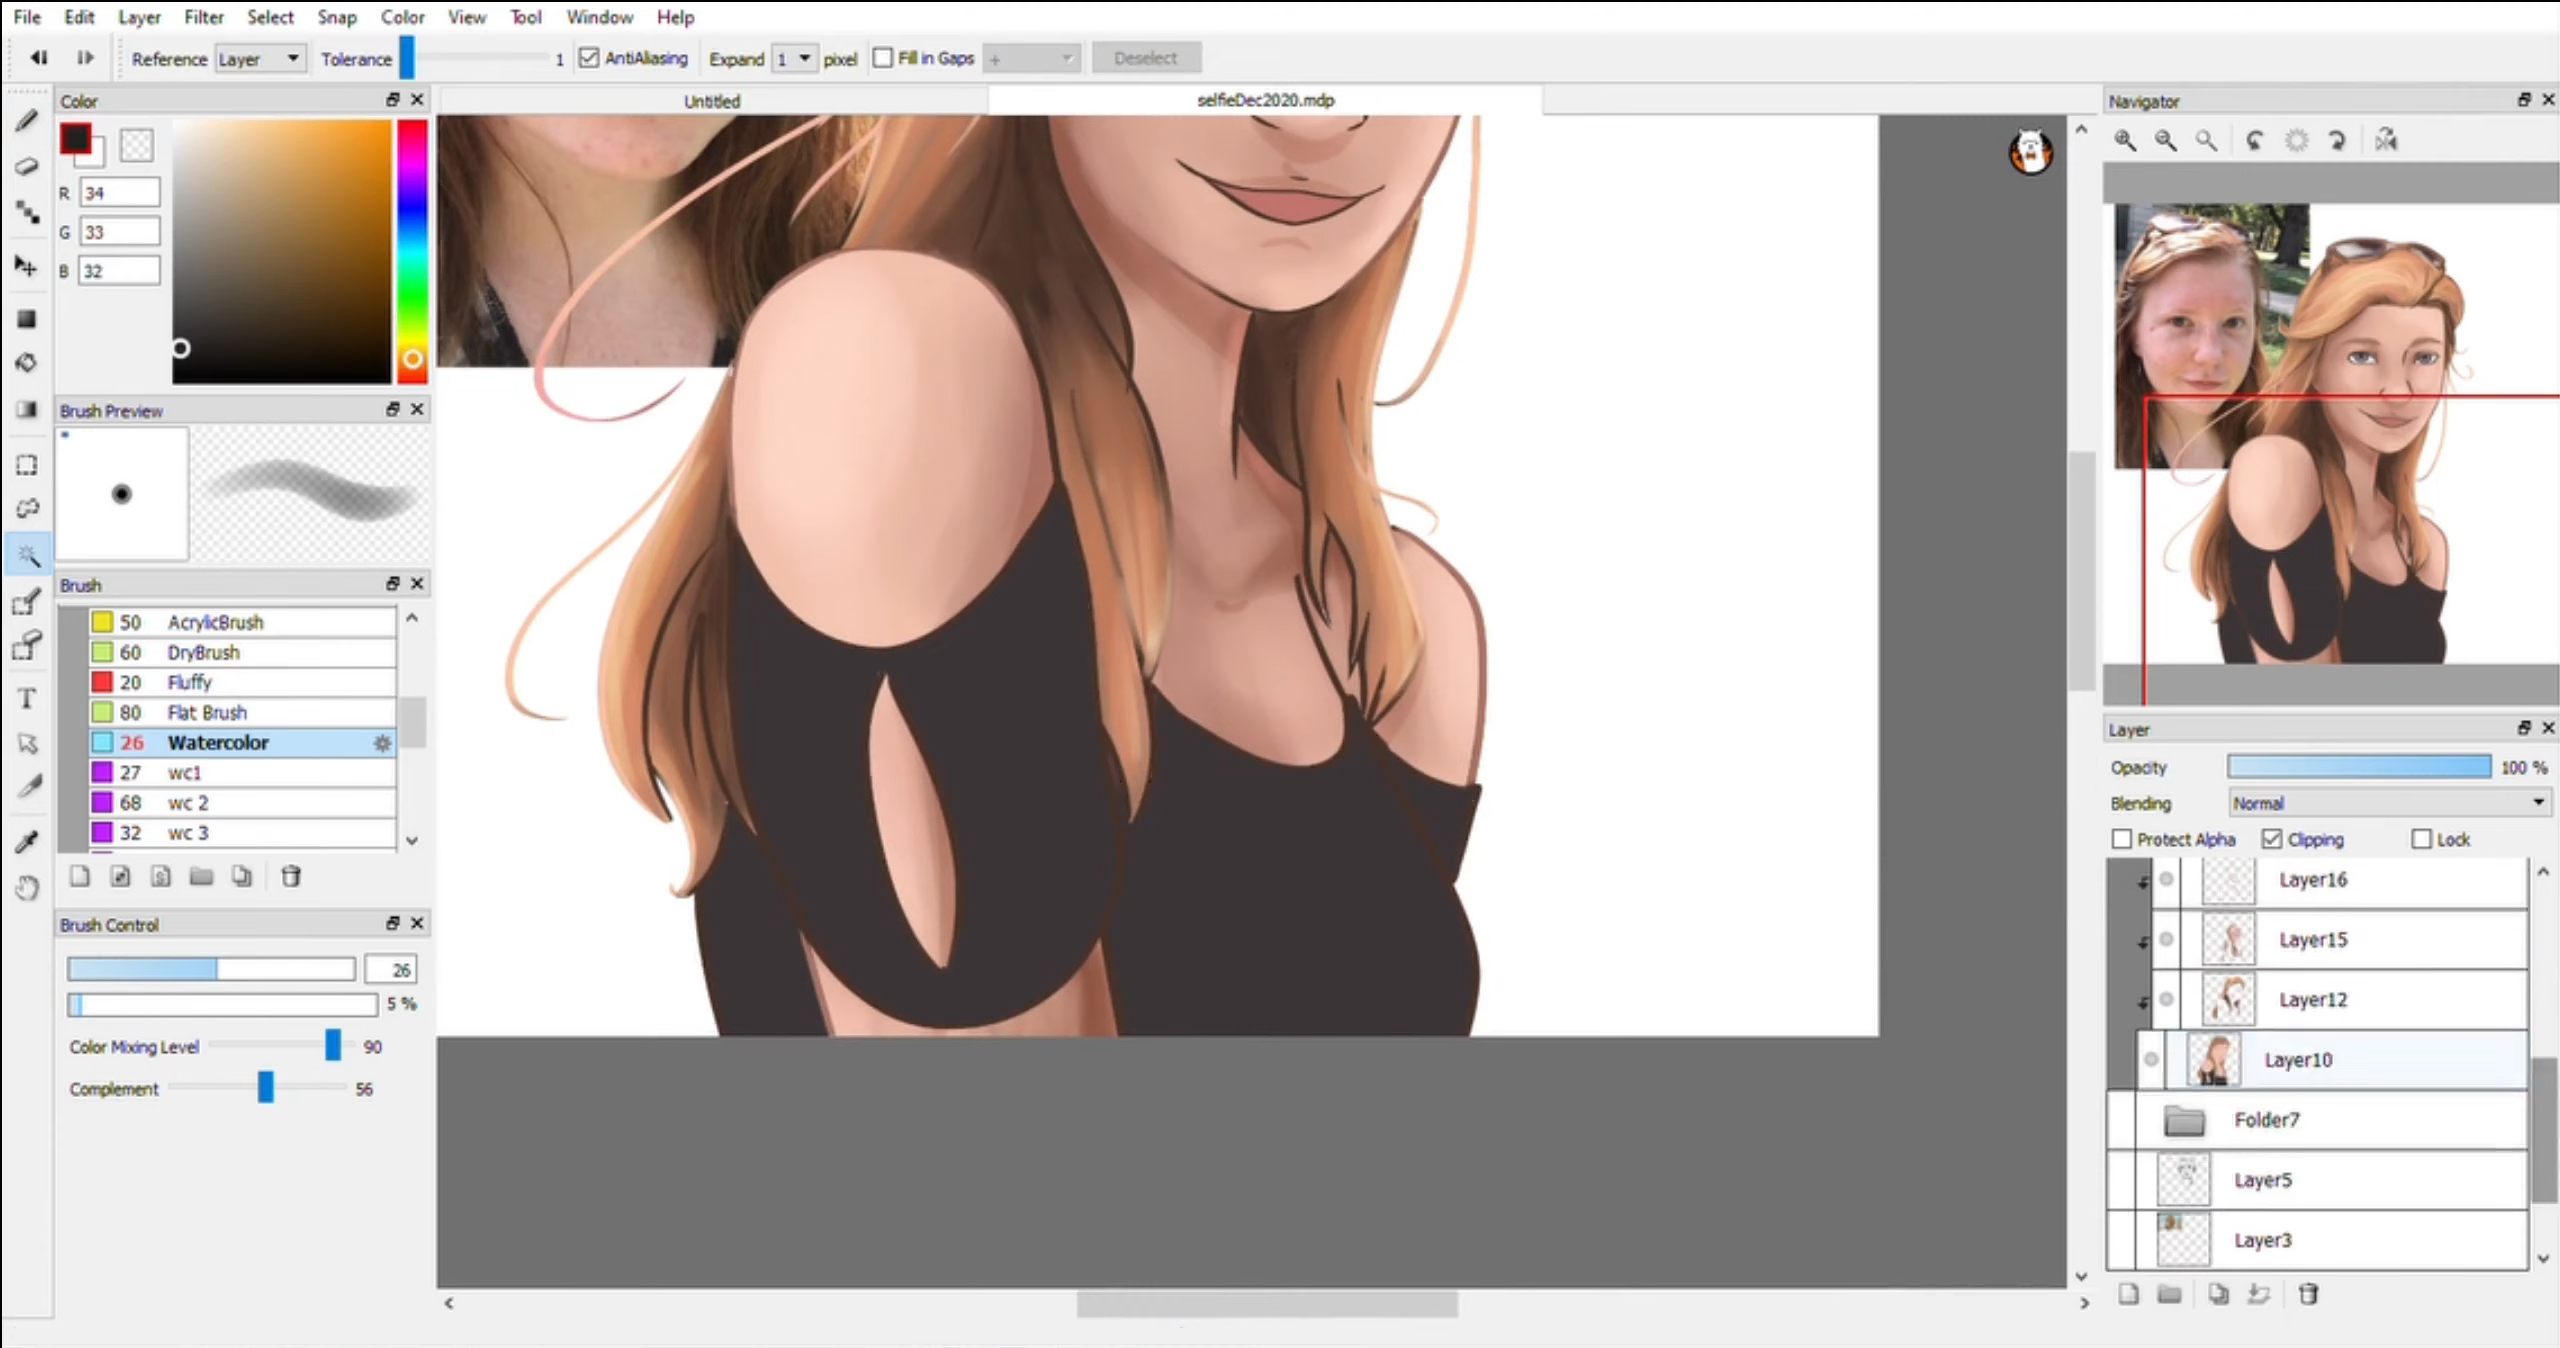 File Edit Layer Filter Select Snap Color View Tool Window Help
Reference Layer Tolerance 1 AntiAliasing Expand 1 pixel Fill in Gaps + Deselect
Color
R 34
G 33
B 32
Brush Preview
Brush
50 AcrylicBrush
60 DryBrush
20 Fluffy
80 Flat Brush
26 Watercolor
27 wc1
68 wc 2
32 wc 3
Brush Control
26
5 %
Color Mixing Level 90
Complement 56
Untitled
selfieDec2020.mdp
Navigator
Layer
Opacity 100 %
Blending Normal
Protect Alpha Clipping Lock
Layer16
Layer15
Layer12
Layer10
Folder7
Layer5
Layer3
T